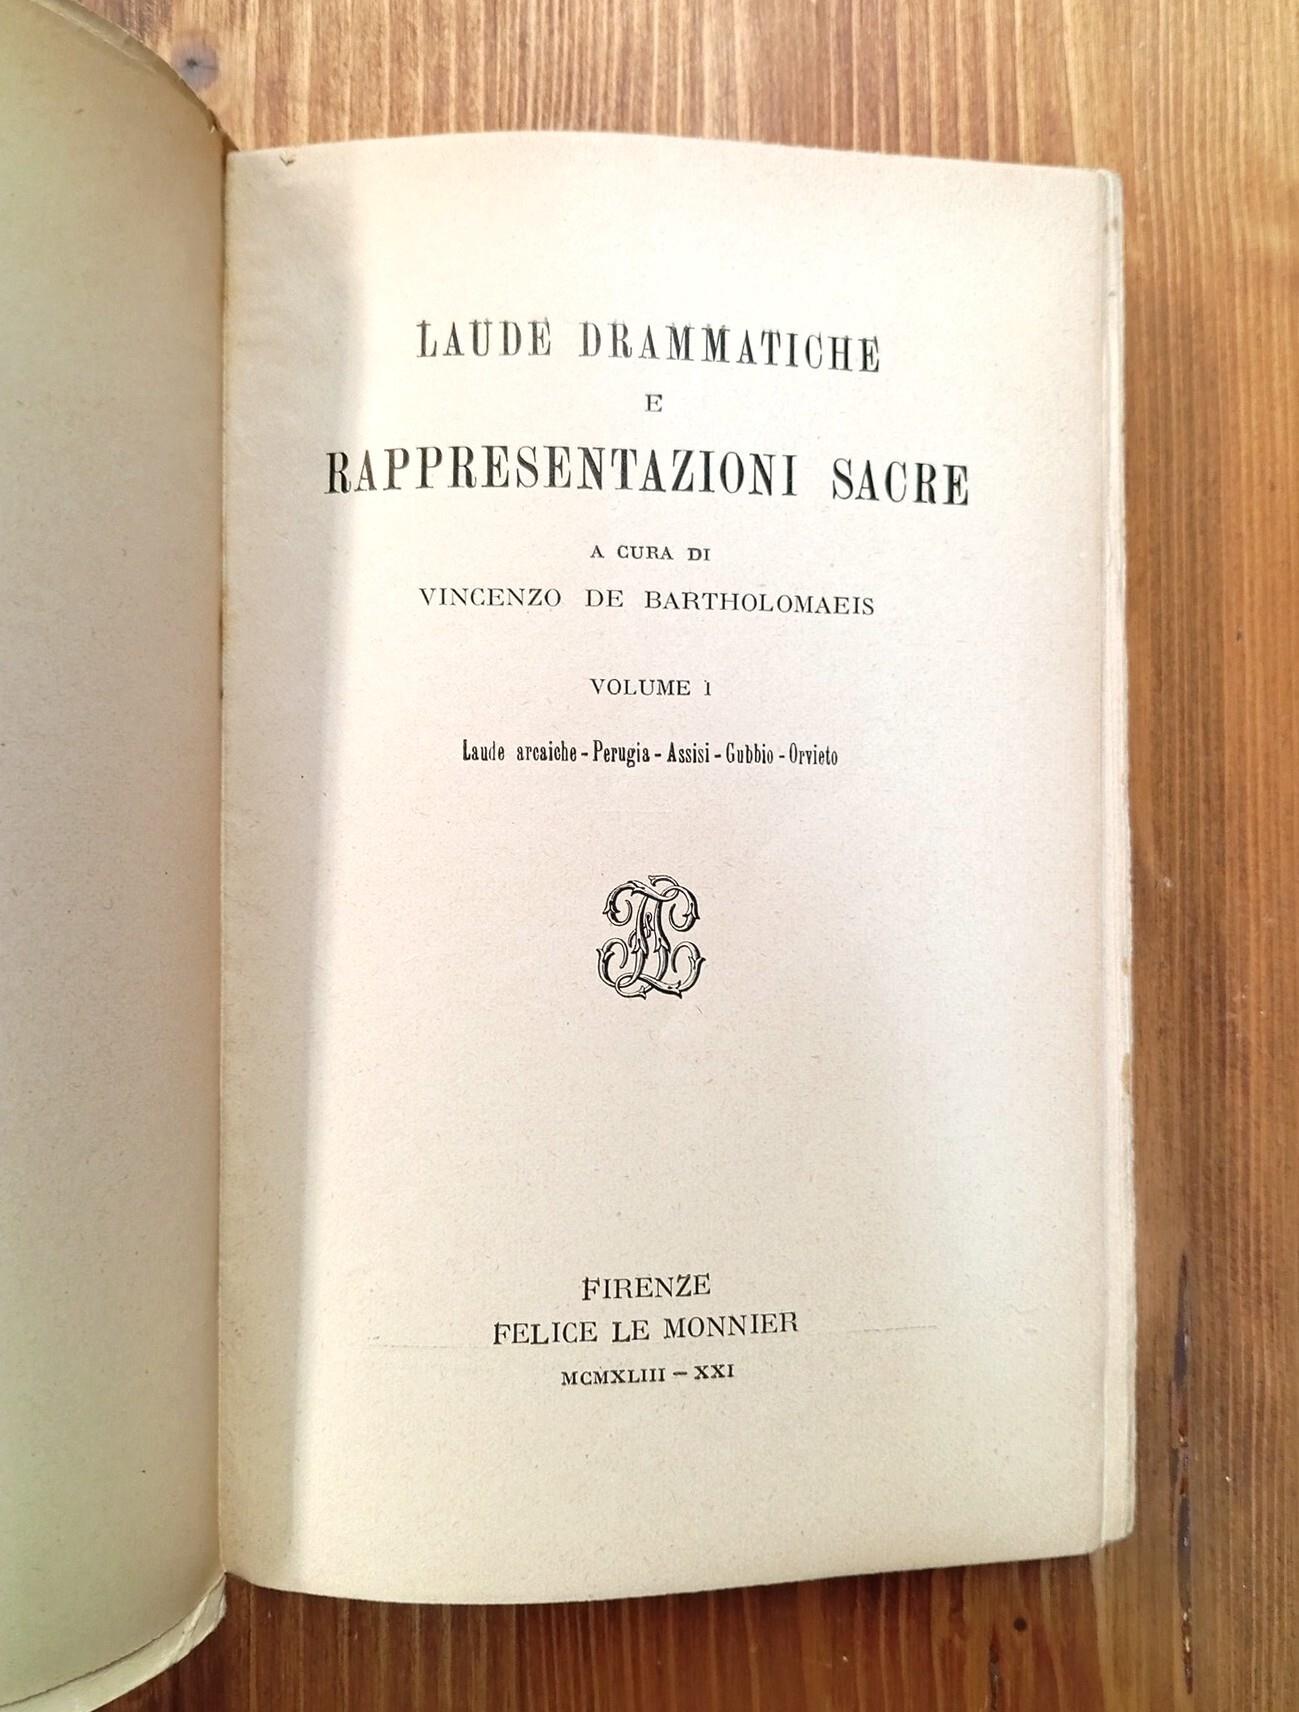 LAUDE DRAMMATICHE
E
RAPPRESENTAZIONI SACRE
A CURA DI
VINCENZO DE BARTHOLOMAEIS
VOLUME I
Laude arcaiche - Perugia - Assisi - Gubbio - Orvieto
FIRENZE
FELICE LE MONNIER
MCMXLIII – XXI